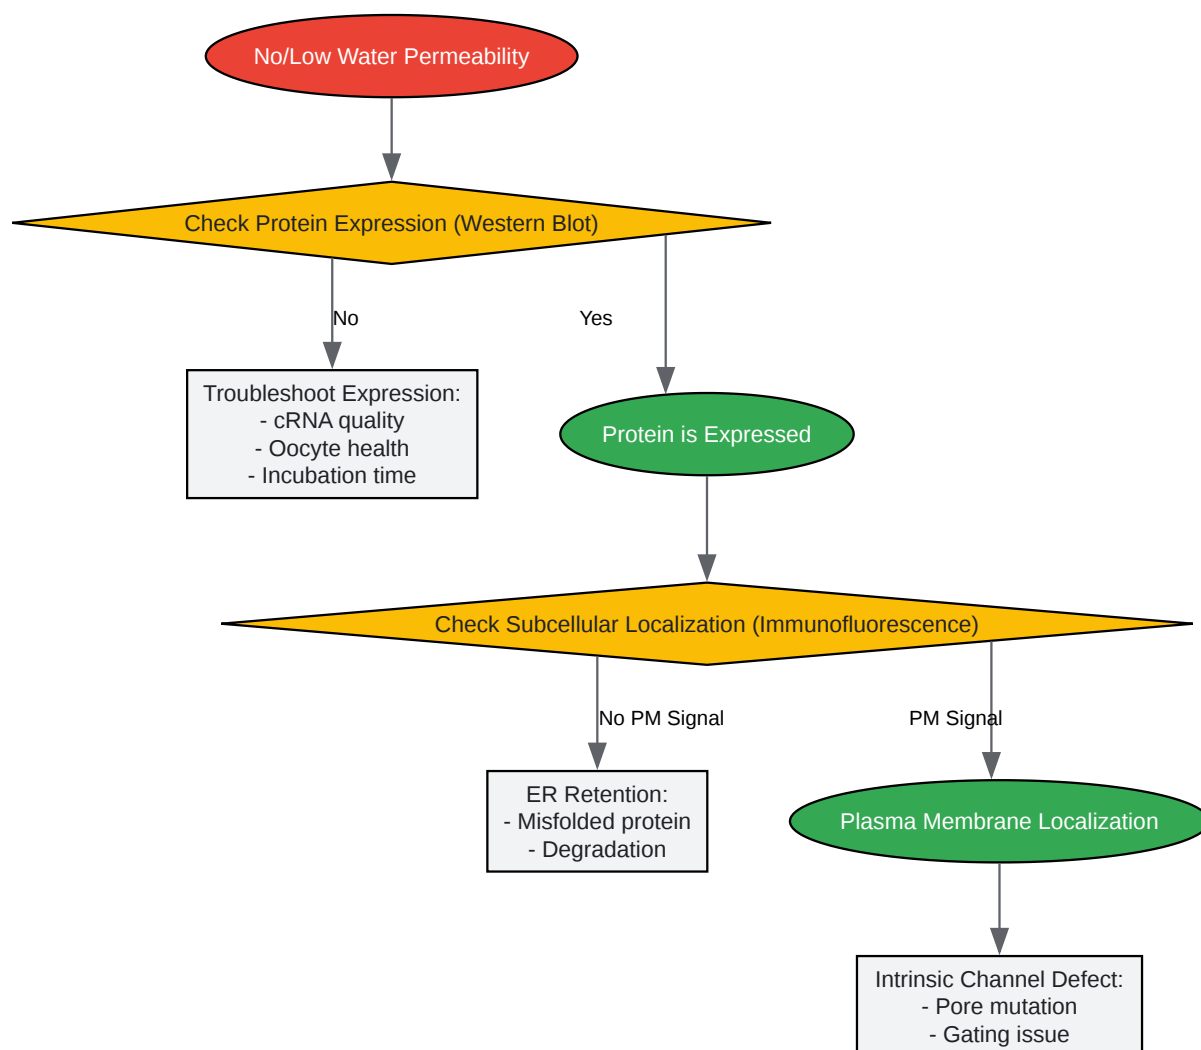 No/Low Water Permeability
Check Protein Expression (Western Blot)
No
Yes
Troubleshoot Expression:
- cRNA quality
- Oocyte health
- Incubation time
Protein is Expressed
Check Subcellular Localization (Immunofluorescence)
No PM Signal
PM Signal
ER Retention:
- Misfolded protein
- Degradation
Plasma Membrane Localization
Intrinsic Channel Defect:
- Pore mutation
- Gating issue